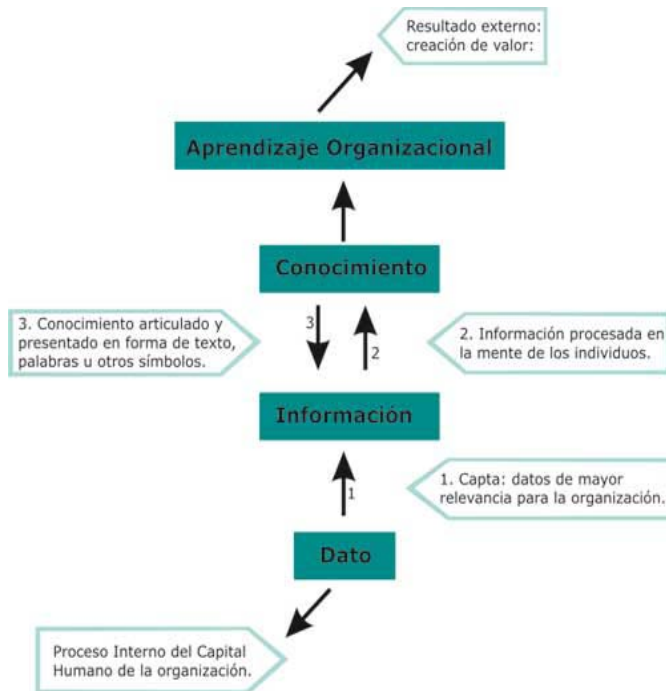 Resultado externo:
creación de valor:
Aprendizaje Organizacional
Conocimiento
3. Conocimiento articulado y
presentado en forma de texto,
palabras u otros símbolos.
3
2
2. Información procesada en
la mente de los individuos.
Información
1
1. Capta: datos de mayor
relevancia para la organización.
Dato
Proceso Interno del Capital
Humano de la organización.